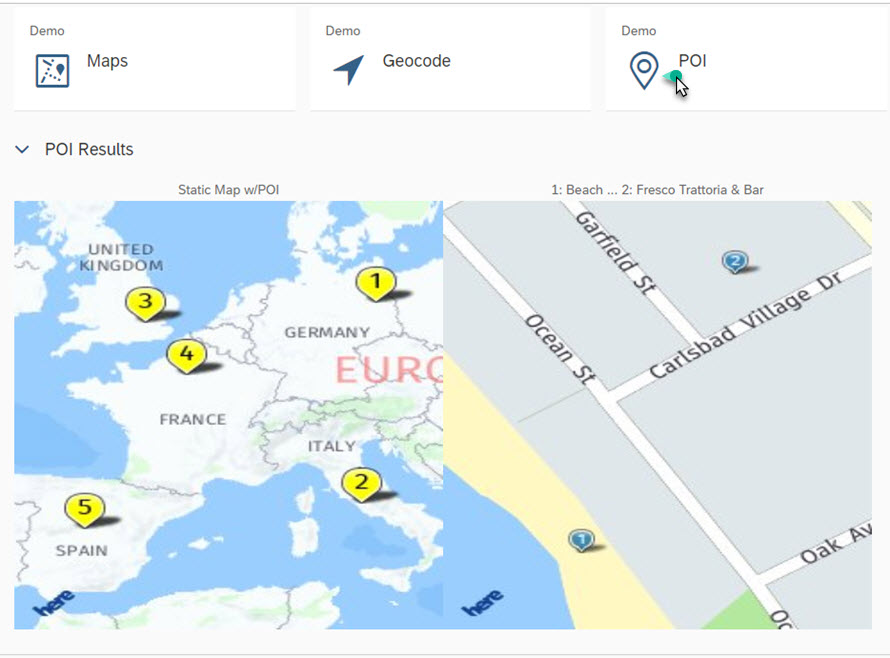 Demo
Maps
Demo
Geocode
Demo
POI
POI Results
Static Map w/POI
UNITED
KINGDOM
1
3
GERMANY
4
EURO
FRANCE
ITALY
2
5
SPAIN
here
1: Beach ... 2: Fresco Trattoria & Bar
Garfield St
2
Carlsbad Village Dr
Ocean St
1
Oak Av
Oc
here